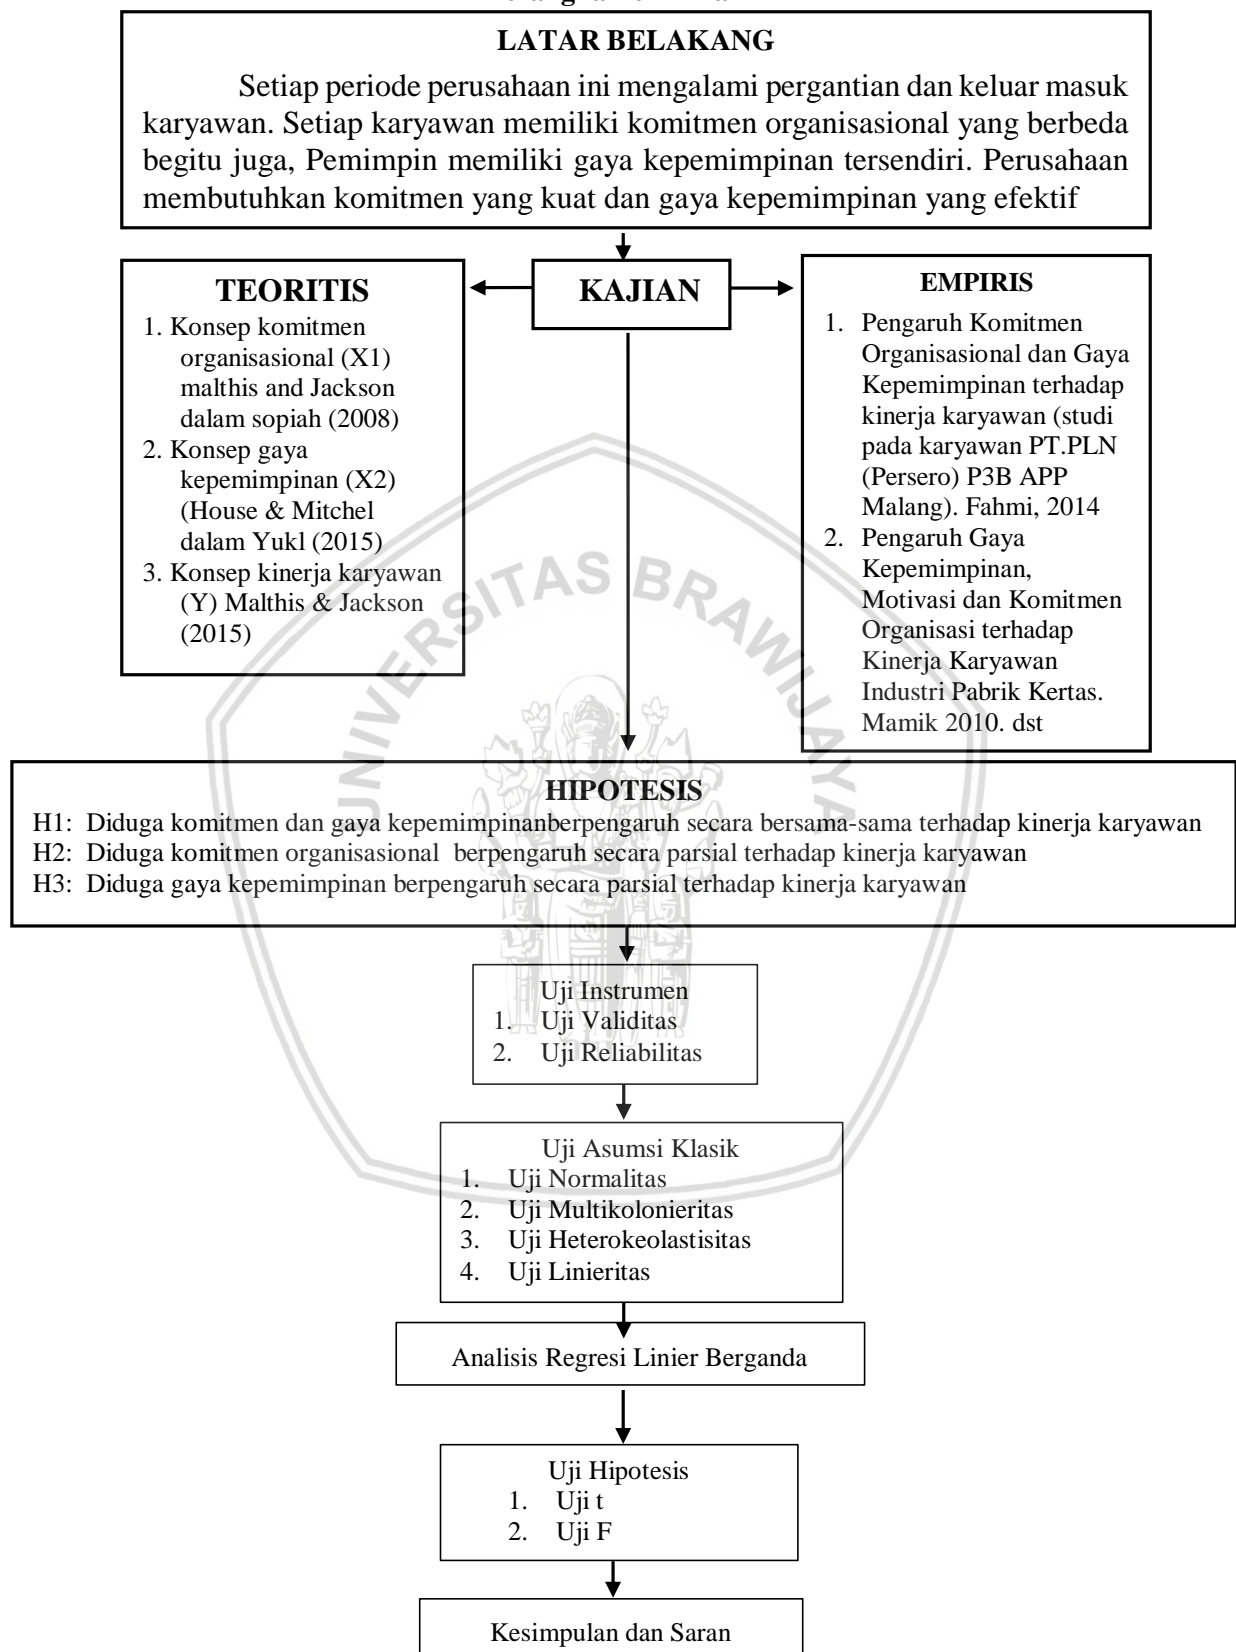 LATAR BELAKANG
Setiap periode perusahaan ini mengalami pergantian dan keluar masuk
karyawan. Setiap karyawan memiliki komitmen organisasional yang berbeda
begitu juga, Pemimpin memiliki gaya kepemimpinan tersendiri. Perusahaan
membutuhkan komitmen yang kuat dan gaya kepemimpinan yang efektif
TEORITIS
1. Konsep komitmen
organisasional (X1)
malthis and Jackson
dalam sopiah (2008)
2. Konsep gaya
kepemimpinan (X2)
(House & Mitchel
dalam Yukl (2015)
3. Konsep kinerja karyawan
(Y) Malthis & Jackson
(2015)
KAJIAN
EMPIRIS
1. Pengaruh Komitmen
Organisasional dan Gaya
Kepemimpinan terhadap
kinerja karyawan (studi
pada karyawan PT.PLN
(Persero) P3B APP
Malang). Fahmi, 2014
2. Pengaruh Gaya
Kepemimpinan,
Motivasi dan Komitmen
Organisasi terhadap
Kinerja Karyawan
Industri Pabrik Kertas.
Mamik 2010. dst
UNIVERSITAS BRAWIJAYA
HIPOTESIS
H1: Diduga komitmen dan gaya kepemimpinanberpengaruh secara bersama-sama terhadap kinerja karyawan
H2: Diduga komitmen organisasional berpengaruh secara parsial terhadap kinerja karyawan
H3: Diduga gaya kepemimpinan berpengaruh secara parsial terhadap kinerja karyawan
Uji Instrumen
1. Uji Validitas
2. Uji Reliabilitas
Uji Asumsi Klasik
1. Uji Normalitas
2. Uji Multikolonieritas
3. Uji Heterokeolastisitas
4. Uji Linieritas
Analisis Regresi Linier Berganda
Uji Hipotesis
1. Uji t
2. Uji F
Kesimpulan dan Saran